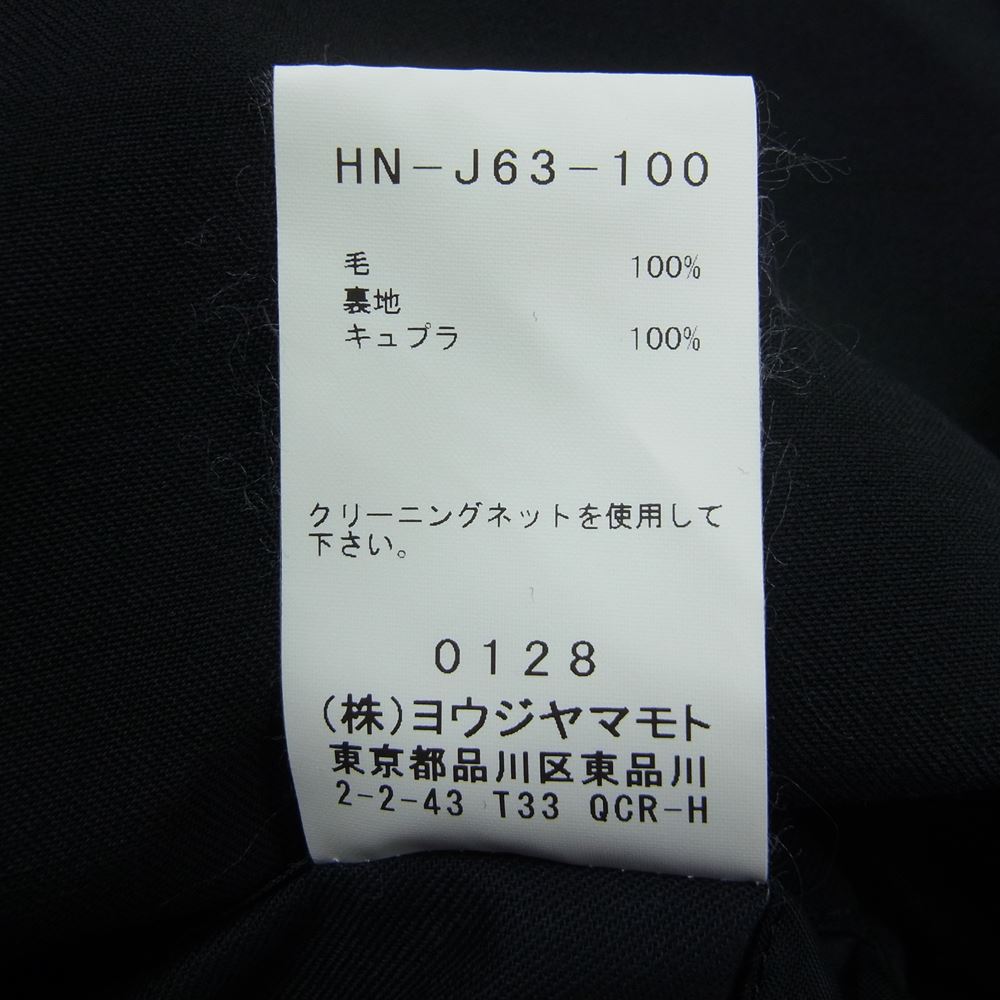 HN-J63-100
毛 100%
裏地
キュプラ 100%
クリーニングネットを使用して
下さい。
0128
(株)ヨウジヤマモト
東京都品川区東品川
2-2-43 T33 QCR-H